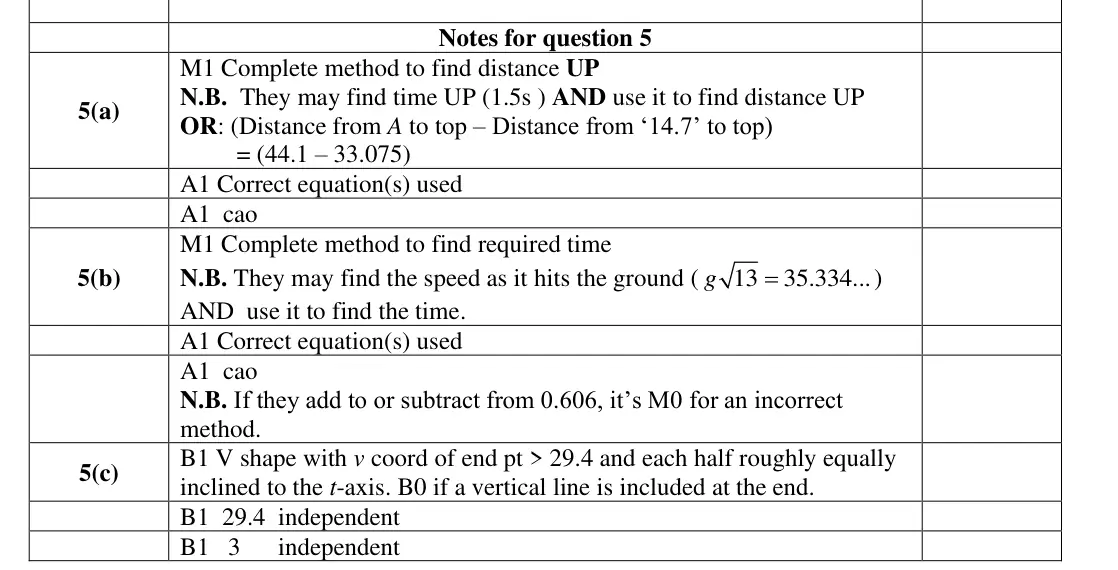 Notes for question 5
5(a)
M1 Complete method to find distance UP
N.B. They may find time UP (1.5s ) AND use it to find distance UP
OR: (Distance from A to top – Distance from ‘14.7’ to top)
= (44.1 – 33.075)
A1 Correct equation(s) used
A1 cao
5(b)
M1 Complete method to find required time
N.B. They may find the speed as it hits the ground ( g√13 = 35.334... )
AND use it to find the time.
A1 Correct equation(s) used
A1 cao
N.B. If they add to or subtract from 0.606, it’s M0 for an incorrect
method.
5(c)
B1 V shape with v coord of end pt > 29.4 and each half roughly equally
inclined to the t-axis. B0 if a vertical line is included at the end.
B1 29.4 independent
B1 3 independent